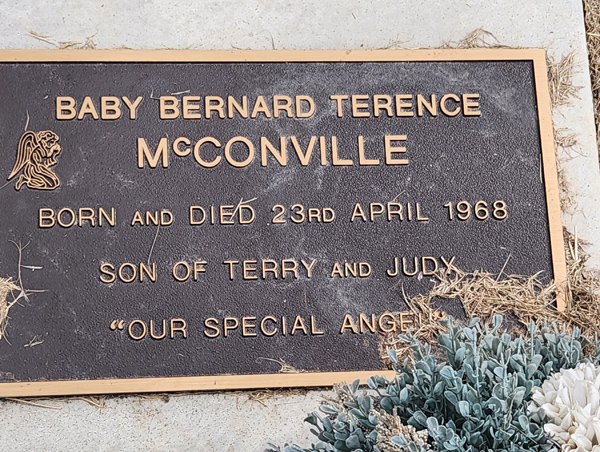 BABY BERNARD TERENCE
McCONVILLE
BORN AND DIED 23RD APRIL 1968
SON OF TERRY AND JUDY
"OUR SPECIAL ANGEL"